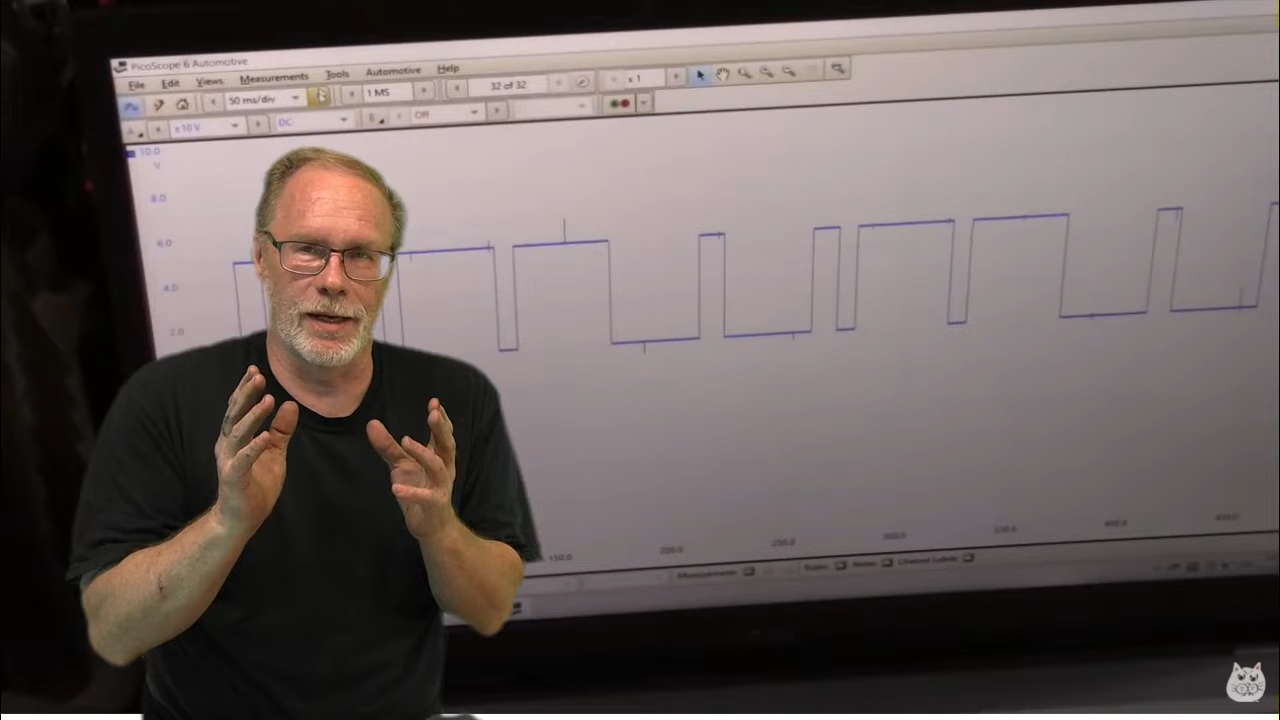 PicoScope 6 Automotive
File Edit Views Measurements Tools Automotive Help
50 ms/div 1 MS 32 of 32 x 1
A ±10 V DC B Off
10.0
V
8.0
6.0
4.0
2.0
150.0 200.0 250.0 300.0 350.0 400.0 450.0
Measurements Rulers Notes Channel Labels